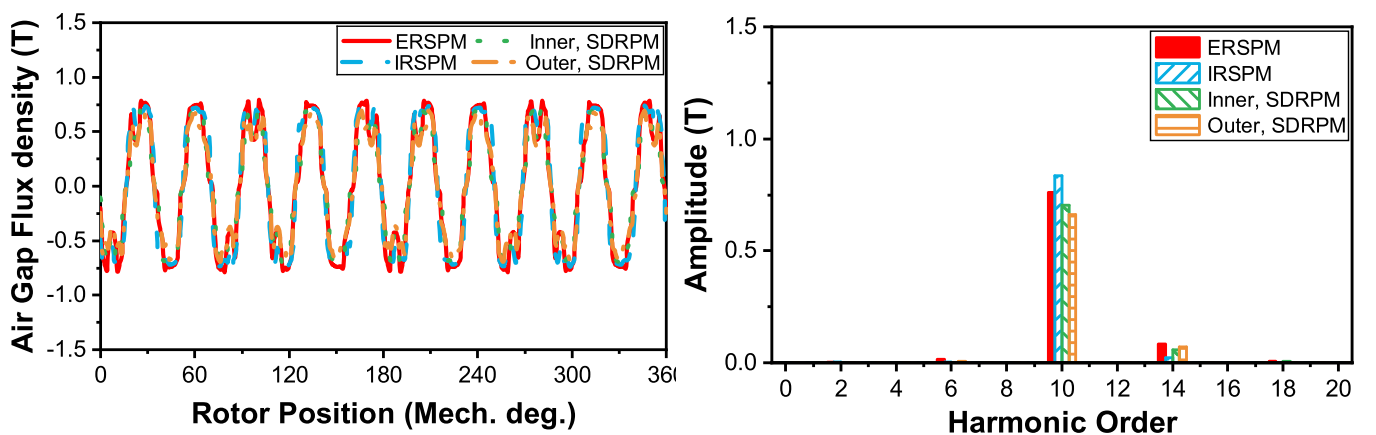 Air Gap Flux density (T)
1.5
1.0
0.5
0.0
-0.5
-1.0
-1.5
ERSPM
Inner, SDRPM
IRSPM
Outer, SDRPM
0
60
120
180
240
300
360
Rotor Position (Mech. deg.)
Amplitude (T)
1.5
1.0
0.5
0.0
ERSPM
IRSPM
Inner, SDRPM
Outer, SDRPM
0
2
4
6
8
10
12
14
16
18
20
Harmonic Order